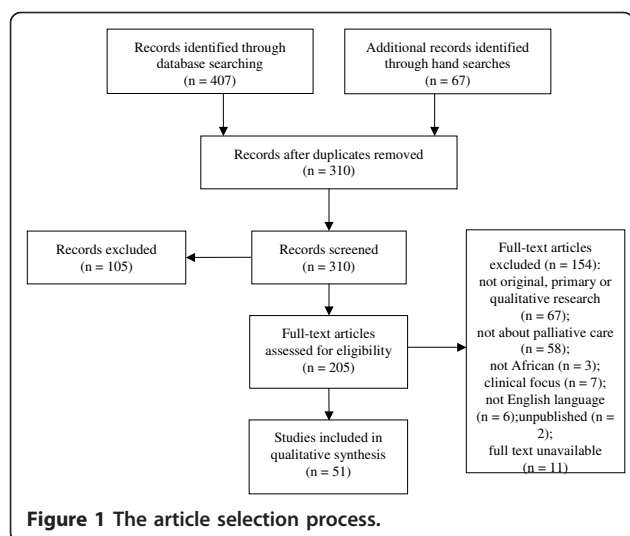 Records identified through
database searching
(n = 407)
Additional records identified
through hand searches
(n = 67)
Records after duplicates removed
(n = 310)
Records excluded
(n = 105)
Records screened
(n = 310)
Full-text articles
assessed for eligibility
(n = 205)
Full-text articles
excluded (n = 154):
not original, primary or
qualitative research
(n = 67);
not about palliative care
(n = 58);
not African (n = 3);
clinical focus (n = 7);
not English language
(n = 6);unpublished (n =
2);
full text unavailable
(n = 11)
Studies included in
qualitative synthesis
(n = 51)
Figure 1 The article selection process.